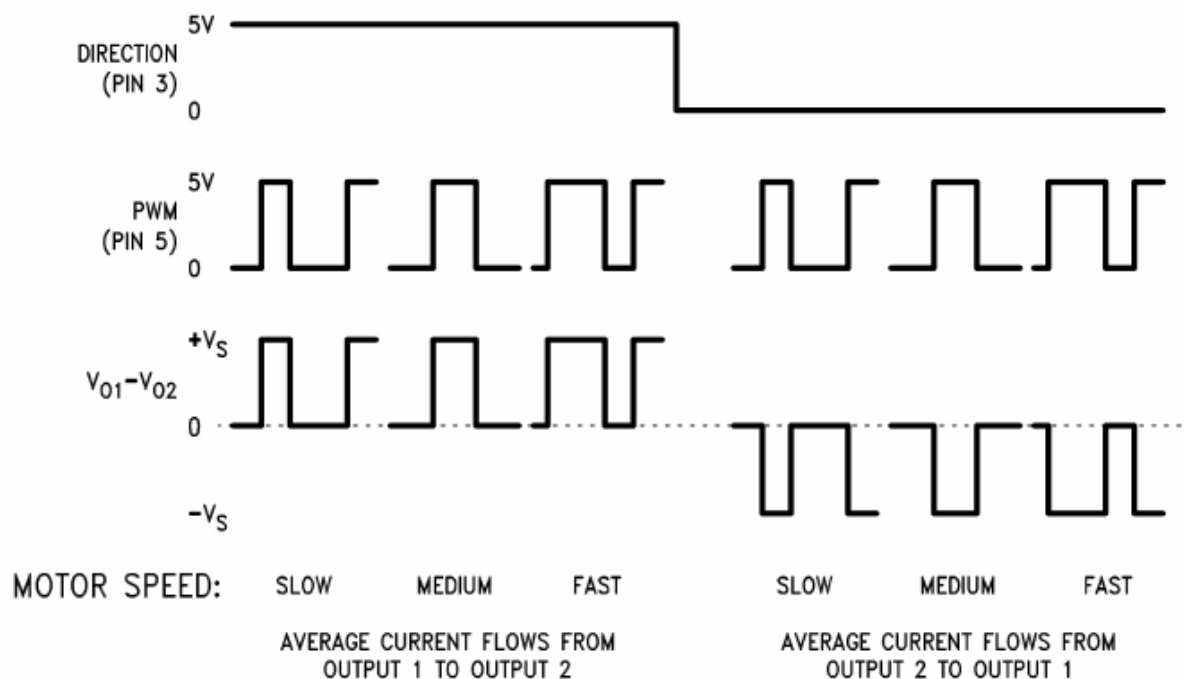 5V
DIRECTION
(PIN 3)
0
5V
PWM
(PIN 5)
0
+VS
VO1-VO2
0
-VS
MOTOR SPEED: SLOW MEDIUM FAST SLOW MEDIUM FAST
AVERAGE CURRENT FLOWS FROM
OUTPUT 1 TO OUTPUT 2
AVERAGE CURRENT FLOWS FROM
OUTPUT 2 TO OUTPUT 1